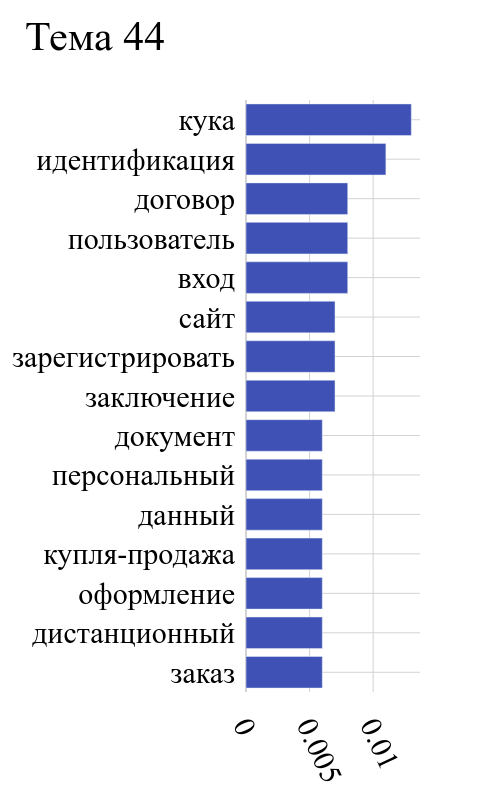 Тема 44
кука
идентификация
договор
пользователь
вход
сайт
зарегистрировать
заключение
документ
персональный
данный
купля-продажа
оформление
дистанционный
заказ
0
0.005
0.01